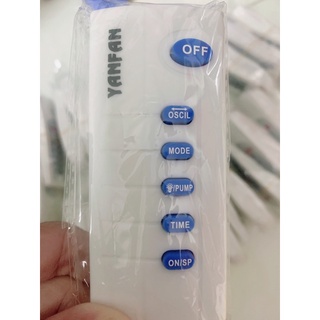 YANFAN
OFF
OSCIL
MODE
/PUMP
TIME
ON/SP